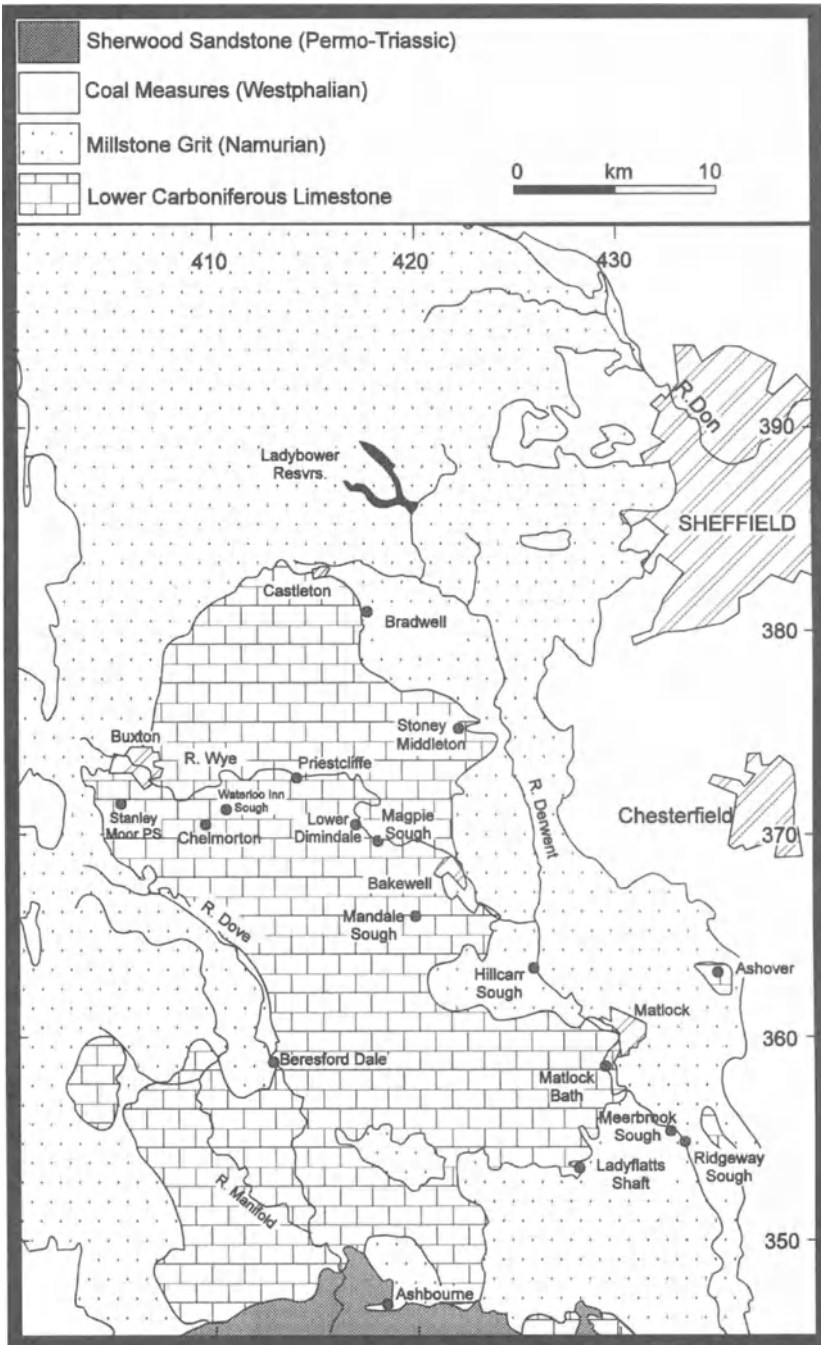 Sherwood Sandstone (Permo-Triassic)
Coal Measures (Westphalian)
Millstone Grit (Namurian)
Lower Carboniferous Limestone
0 km 10
410 420 430
R. Don
390
Ladybower
Resvrs.
SHEFFIELD
Castleton
Bradwell
380
Stoney
Middleton
Buxton
R. Wye
Priestcliffe
R. Derwent
Waterloo Inn
Sough
Stanley
Moor PS
Chelmorton
Lower
Dimindale
Magpie
Sough
Chesterfield
370
Bakewell
Mandale
Sough
R. Dove
Hillcarr
Sough
Ashover
Matlock
360
Beresford Dale
Matlock
Bath
Meerbrook
Sough
Ridgeway
Sough
Ladyflatts
Shaft
R. Manifold
350
Ashbourne
410 420 430